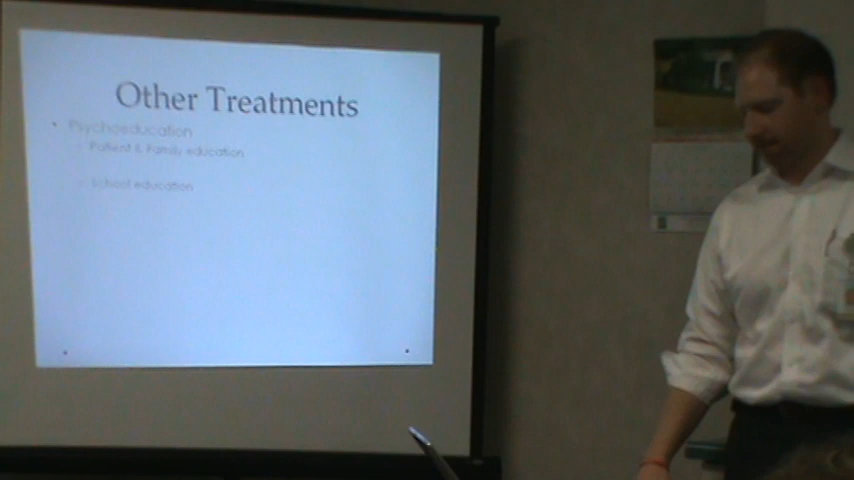 Other Treatments
Psychoeducation
Patient & Family education
School education